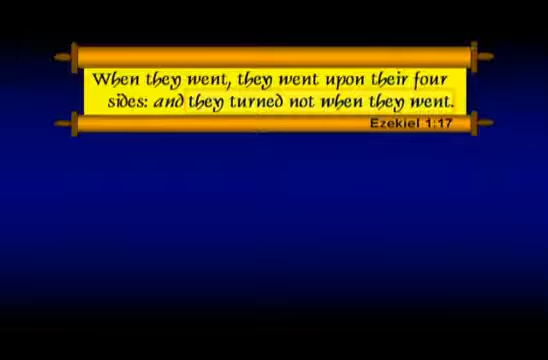 When they went, they went upon their four
sides: and they turned not when they went.
Ezekiel 1:17